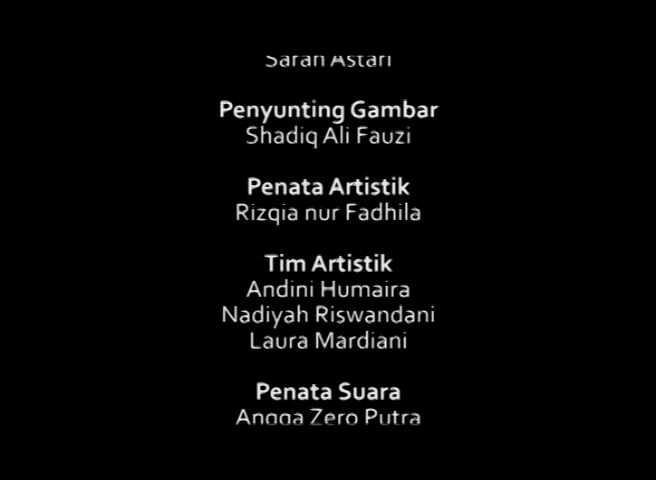 Sarah Astari
Penyunting Gambar
Shadiq Ali Fauzi
Penata Artistik
Rizqia nur Fadhila
Tim Artistik
Andini Humaira
Nadiyah Riswandani
Laura Mardiani
Penata Suara
Angga Zero Putra